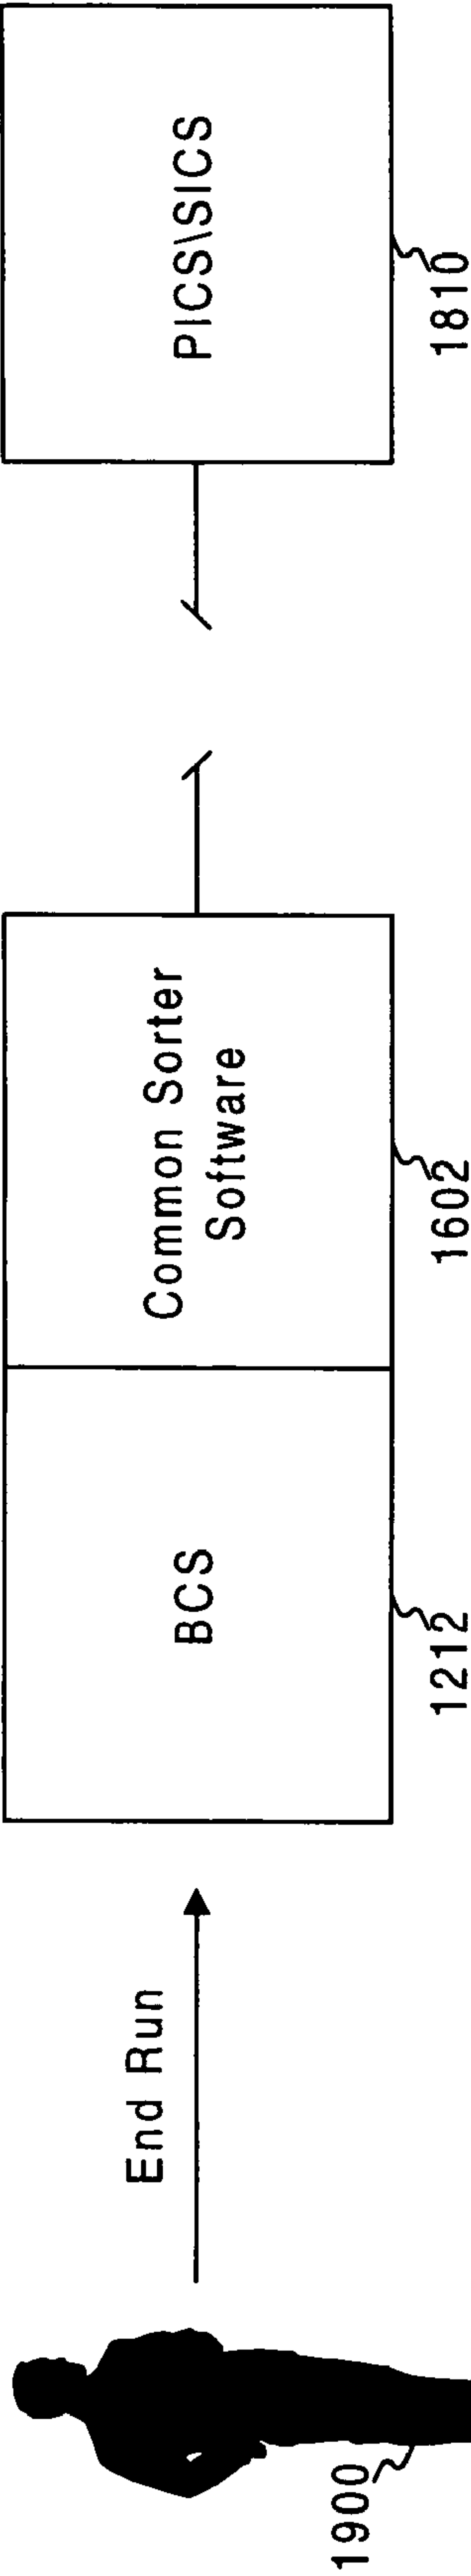 End Run
BCS
Common Sorter
Software
PICS\SICS
1900
1212
1602
1810